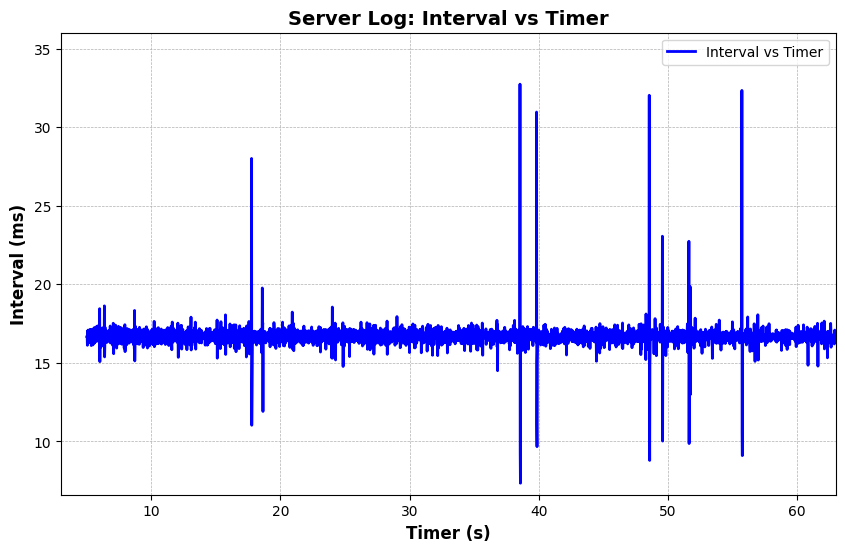 Server Log: Interval vs Timer
Interval vs Timer
35
30
25
20
15
10
Interval (ms)
10 20 30 40 50 60
Timer (s)